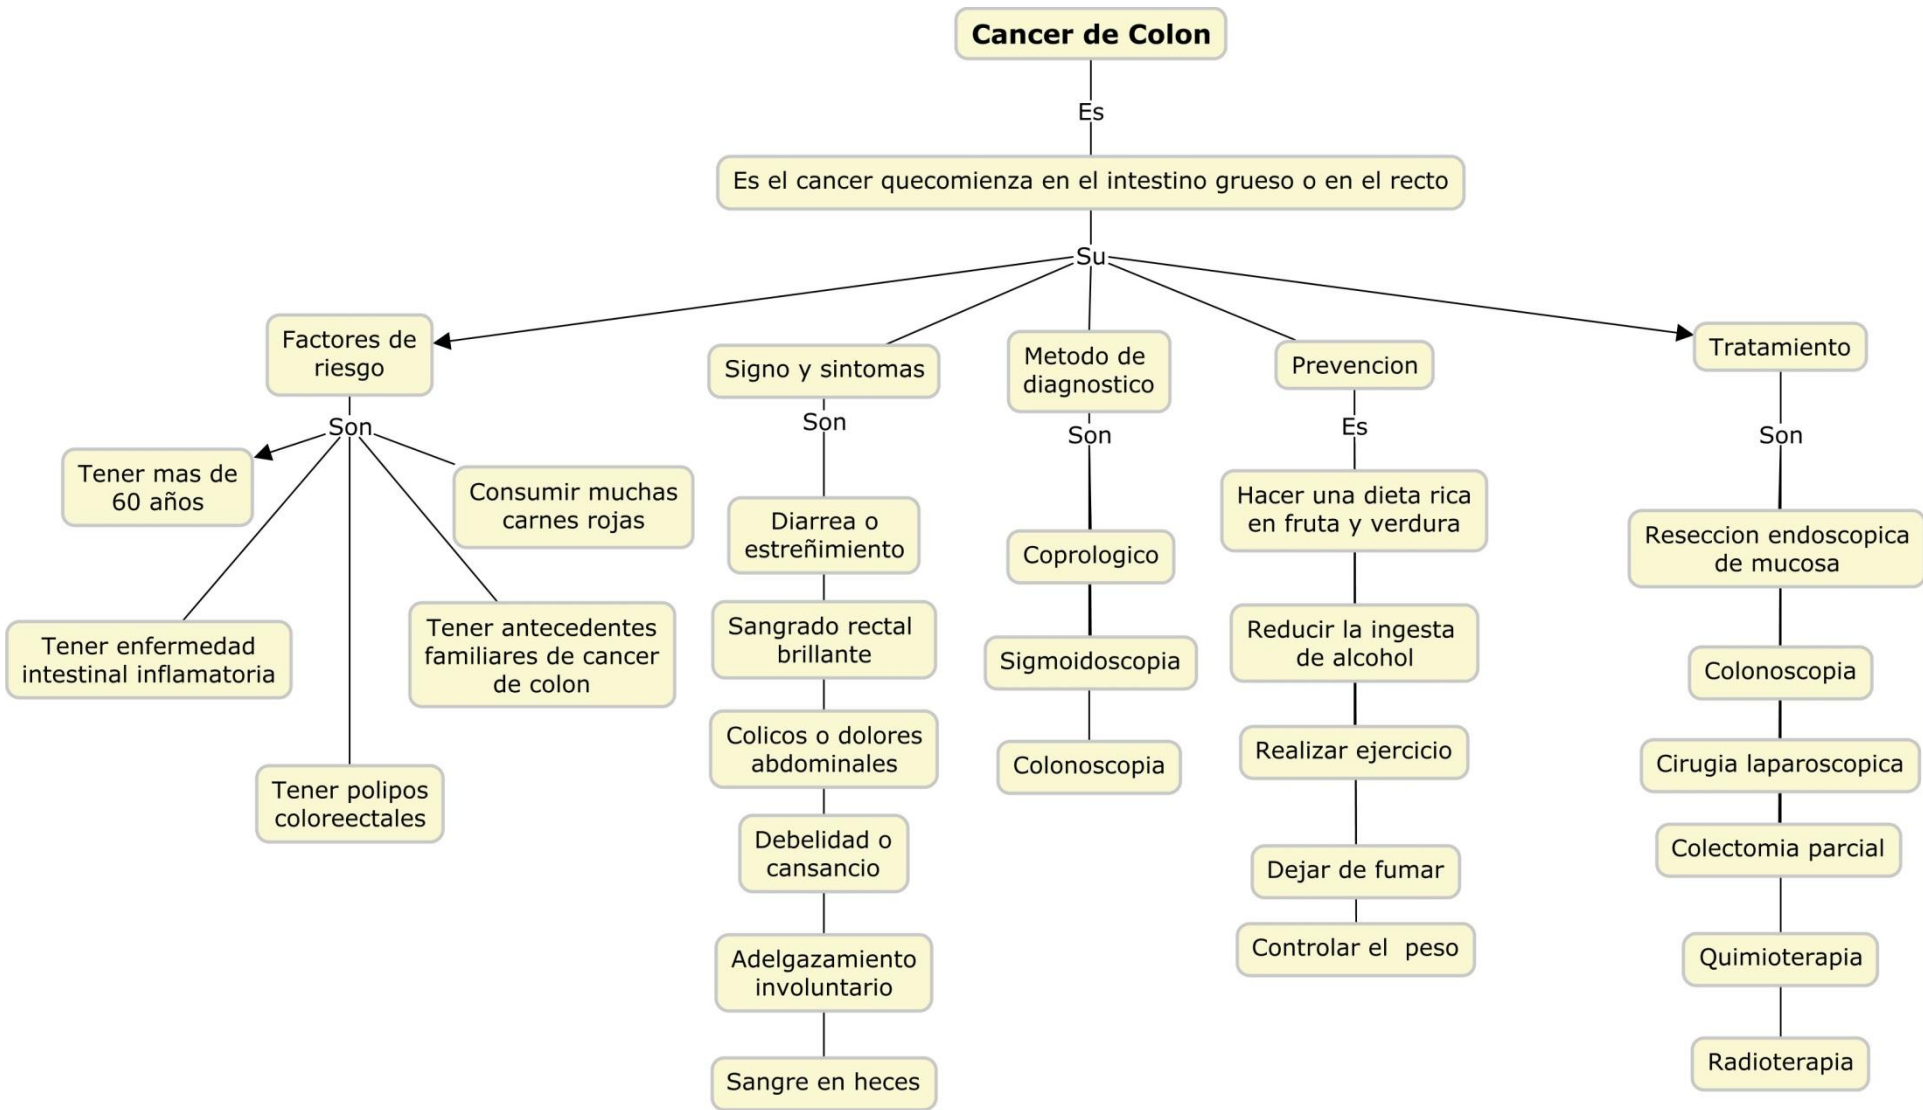 Cancer de Colon
Es
Es el cancer quecomienza en el intestino grueso o en el recto
Su
Factores de
riesgo
Son
Tener mas de
60 años
Consumir muchas
carnes rojas
Tener enfermedad
intestinal inflamatoria
Tener antecedentes
familiares de cancer
de colon
Tener polipos
coloreectales
Signo y sintomas
Son
Diarrea o
estreñimiento
Sangrado rectal
brillante
Colicos o dolores
abdominales
Debelidad o
cansancio
Adelgazamiento
involuntario
Sangre en heces
Metodo de
diagnostico
Son
Coprologico
Sigmoidoscopia
Colonoscopia
Prevencion
Es
Hacer una dieta rica
en fruta y verdura
Reducir la ingesta
de alcohol
Realizar ejercicio
Dejar de fumar
Controlar el  peso
Tratamiento
Son
Reseccion endoscopica
de mucosa
Colonoscopia
Cirugia laparoscopica
Colectomia parcial
Quimioterapia
Radioterapia